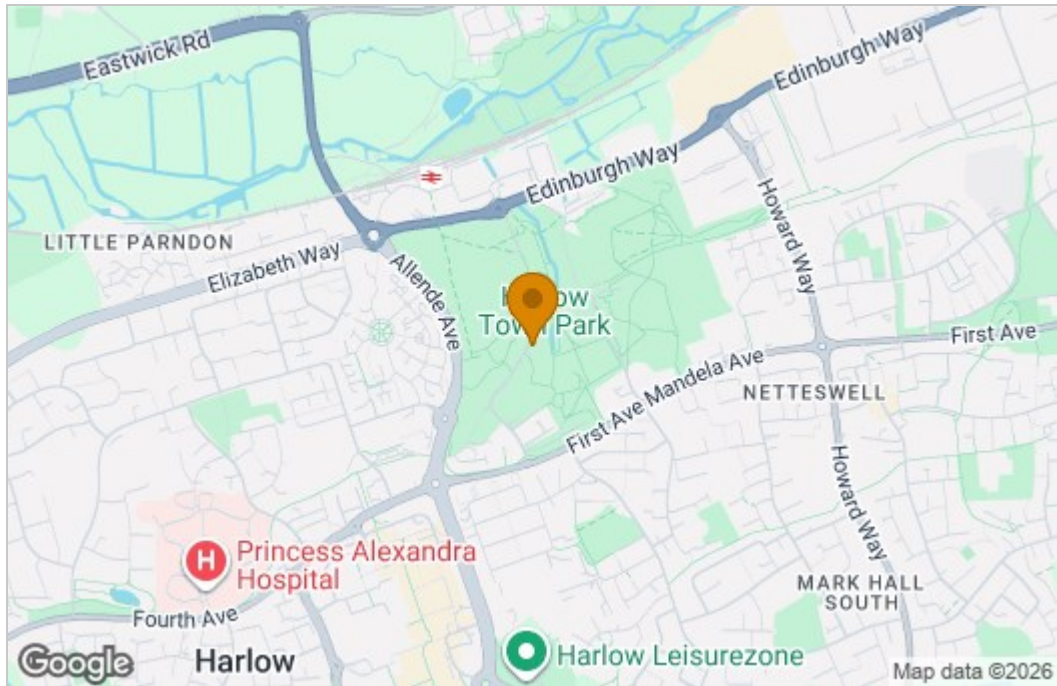 Eastwick Rd
Edinburgh Way
Edinburgh Way
LITTLE PARNDON
Elizabeth Way
Allende Ave
Howard Way
Town Park
First Ave
First Ave Mandela Ave
NETTESWELL
Howard Way
H
Princess Alexandra
Hospital
MARK HALL
SOUTH
Fourth Ave
Harlow
Harlow Leisurezone
Google
Map data ©2026